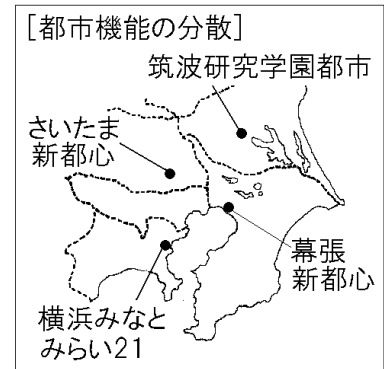 [都市機能の分散]
筑波研究学園都市
さいたま
新都心
幕張
新都心
横浜みなと
みらい21